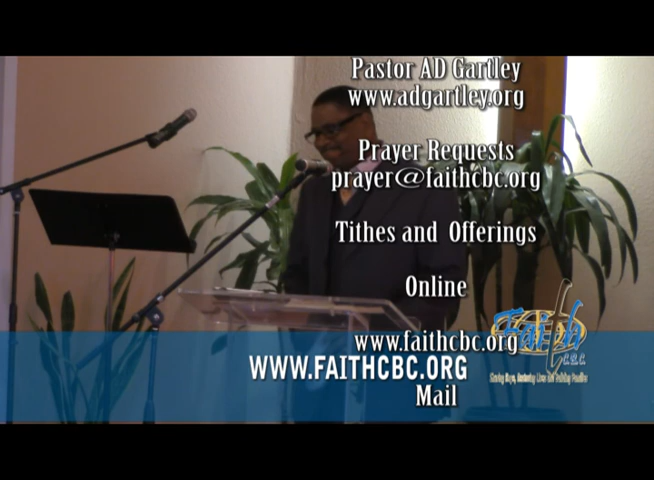 Pastor AD Gartley
www.adgartley.org
Prayer Requests
prayer@faithcbc.org
Tithes and Offerings
Online
www.faithcbc.org
Faith
C.B.C.
WWW.FAITHCBC.ORG
Mail